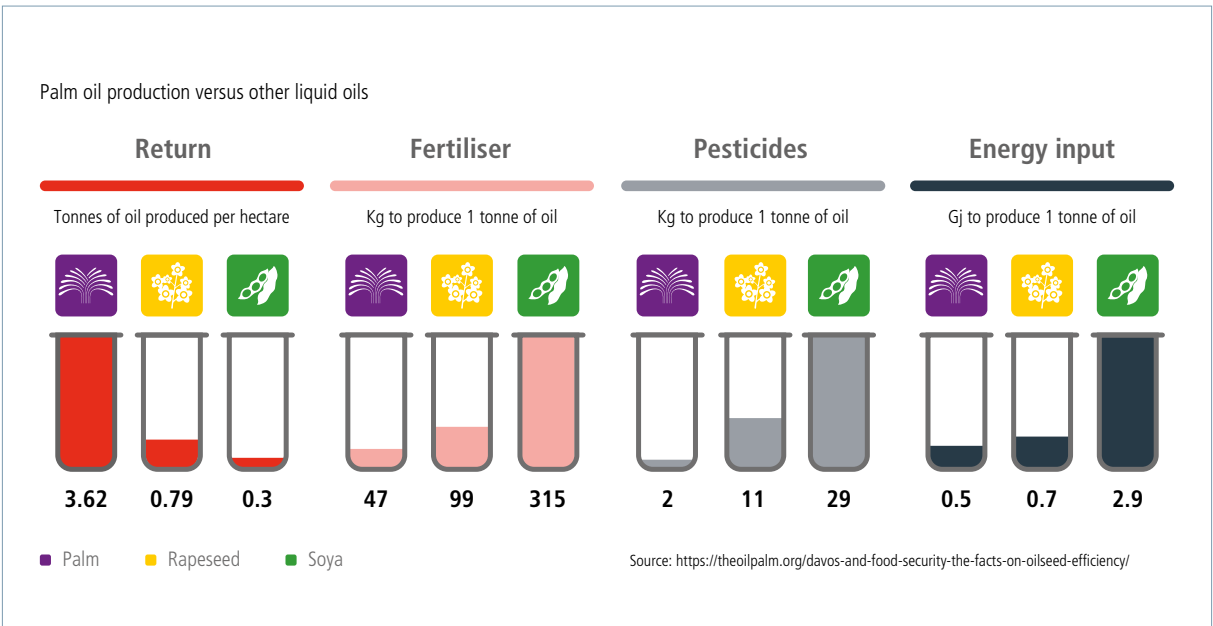 Palm oil production versus other liquid oils
Return
Fertiliser
Pesticides
Energy input
Tonnes of oil produced per hectare
Kg to produce 1 tonne of oil
Kg to produce 1 tonne of oil
Gj to produce 1 tonne of oil
3.62 0.79 0.3
47 99 315
2 11 29
0.5 0.7 2.9
Palm
Rapeseed
Soya
Source: https://theoilpalm.org/davos-and-food-security-the-facts-on-oilseed-efficiency/